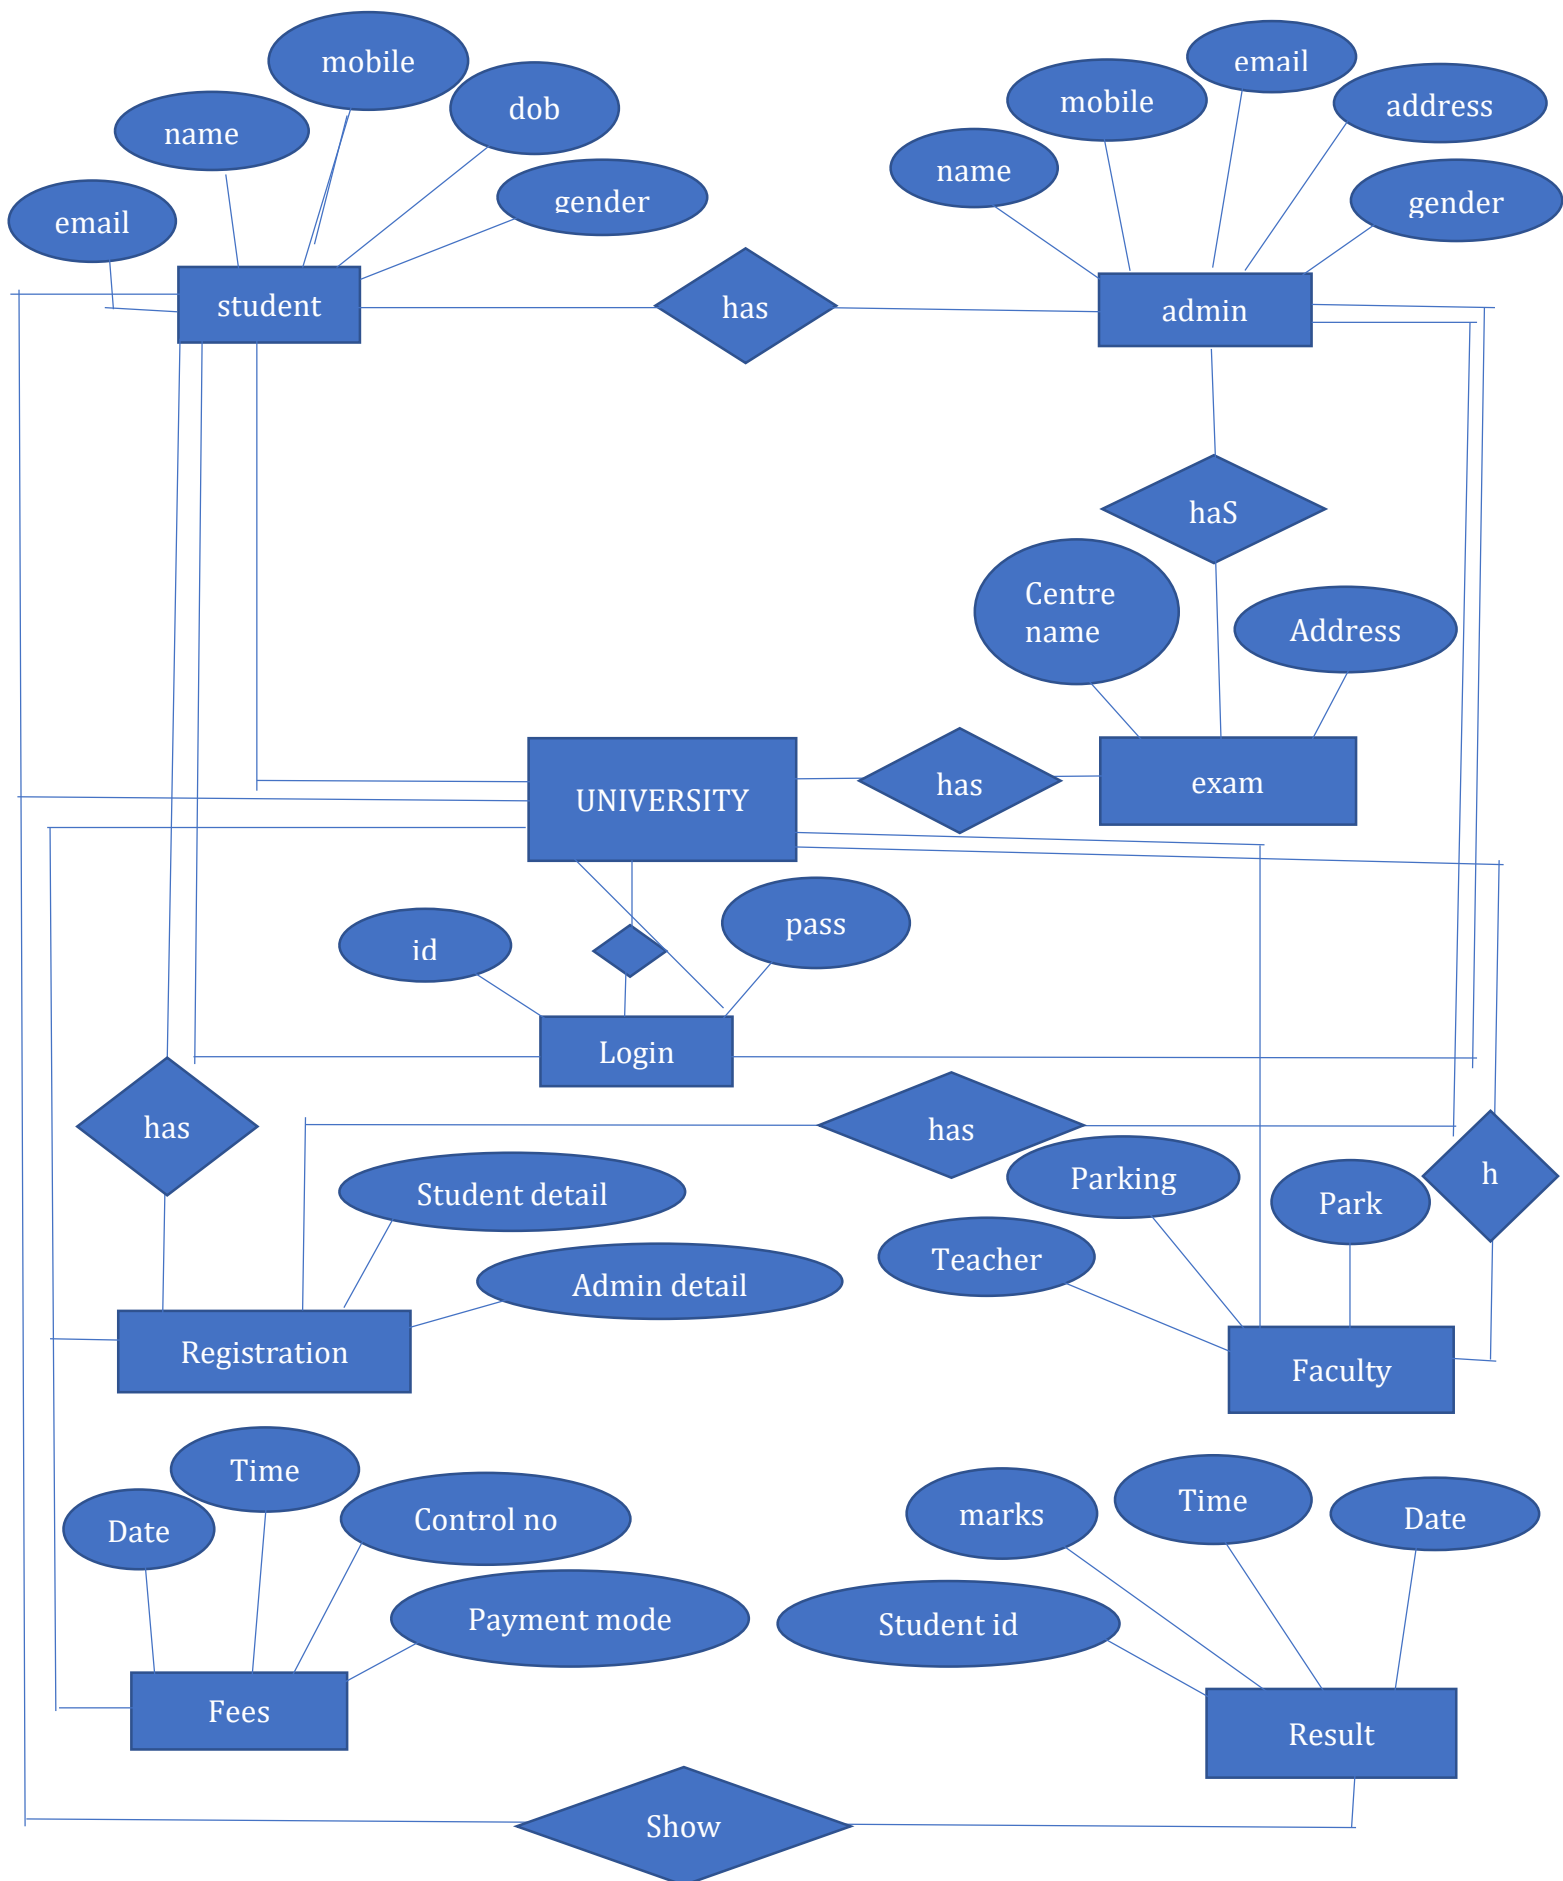 mobile
email
mobile
dob
address
name
name
gender
gender
email
student
has
admin
haS
Centre
name
Address
UNIVERSITY
has
exam
id
pass
Login
has
has
Parking
h
Student detail
Park
Teacher
Admin detail
Registration
Faculty
Time
Date
Control no
marks
Time
Date
Payment mode
Student id
Fees
Result
Show